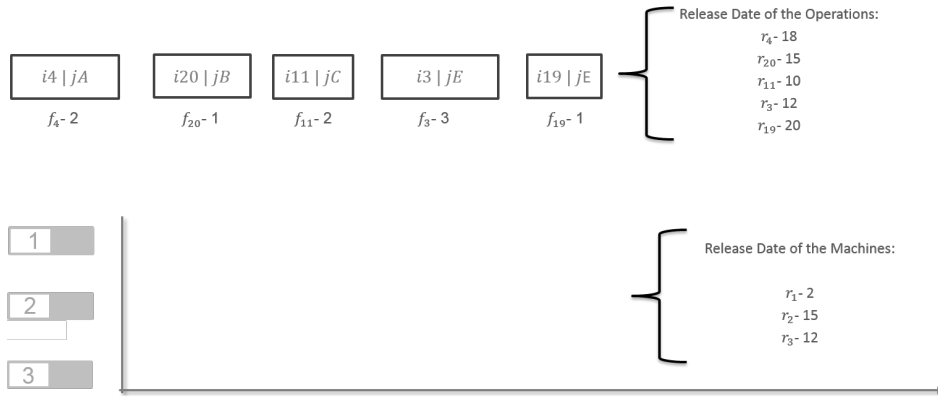 Release Date of the Operations:
r₄- 18
r₂₀- 15
r₁₁- 10
r₃- 12
r₁₉- 20
i4 | jA
i20 | jB
i11 | jC
i3 | jE
i19 | jE
f₄- 2
f₂₀- 1
f₁₁- 2
f₃- 3
f₁₉- 1
1
2
3
Release Date of the Machines:
r₁- 2
r₂- 15
r₃- 12